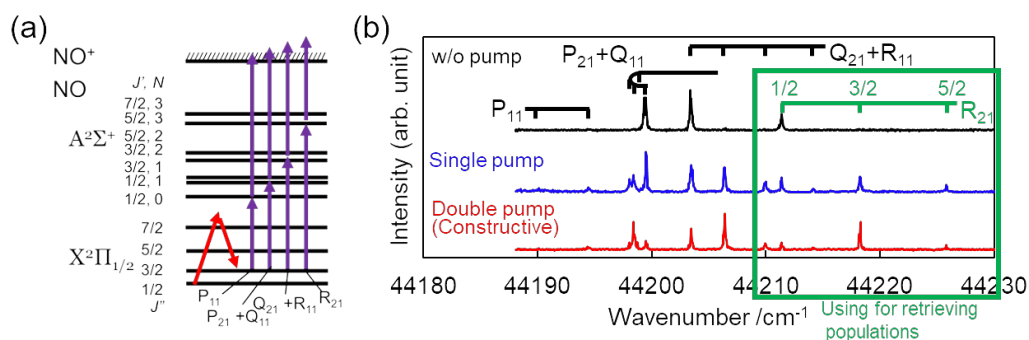 (a)
NO⁺
NO
J', N
7/2, 3
5/2, 3
A²Σ⁺
5/2, 2
3/2, 2
3/2, 1
1/2, 1
1/2, 0
7/2
5/2
X²Π₁/₂
3/2
1/2
J"
P₁₁
P₂₁ +Q₁₁
Q₂₁ +R₁₁
R₂₁
(b)
w/o pump
P₂₁+Q₁₁
Q₂₁+R₁₁
P₁₁
1/2
3/2
5/2
R₂₁
Single pump
Double pump
(Constructive)
Intensity (arb. unit)
44180
44190
44200
44210
44220
44230
Wavenumber /cm⁻¹
Using for retrieving
populations